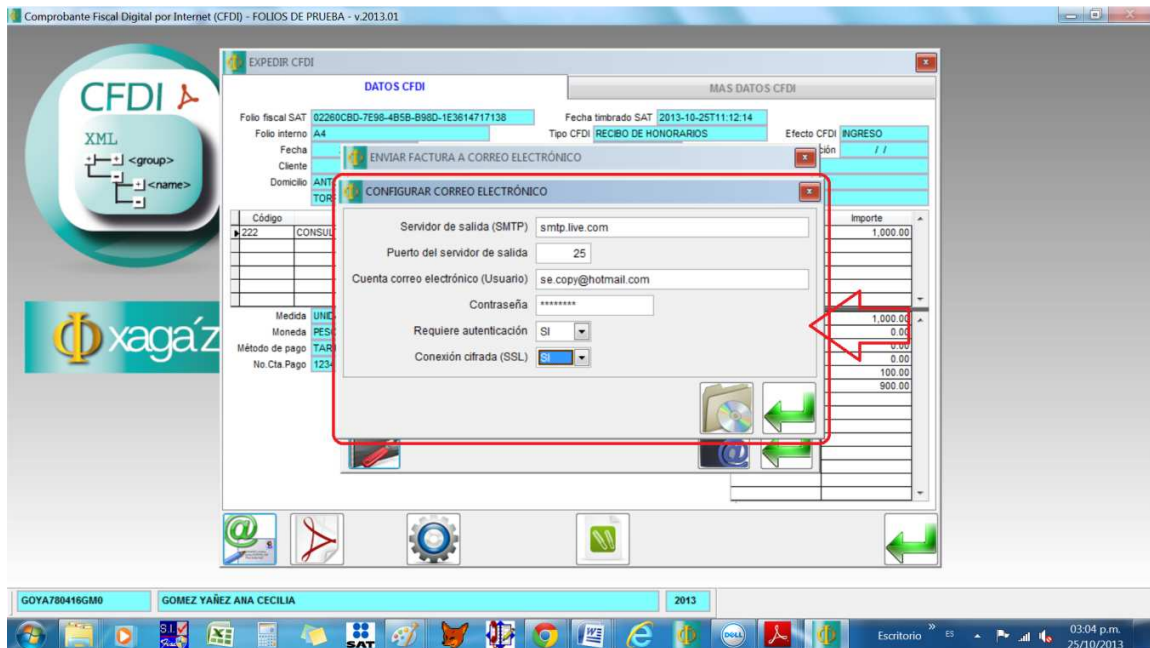 Comprobante Fiscal Digital por Internet (CFDI) - FOLIOS DE PRUEBA - v.2013.01
CFDI
XML
<group>
<name>
xagáz
EXPEDIR CFDI
DATOS CFDI MAS DATOS CFDI
Folio fiscal SAT 02260CBD-7E98-4B5B-B98D-1E3614717138 Fecha timbrado SAT 2013-10-25T11:12:14
Folio interno A4 Tipo CFDI RECIBO DE HONORARIOS Efecto CFDI INGRESO
Fecha / /
Cliente
Domicilio
ENVIAR FACTURA A CORREO ELECTRÓNICO
CONFIGURAR CORREO ELECTRÓNICO
Servidor de salida (SMTP) smtp.live.com
Puerto del servidor de salida 25
Cuenta correo electrónico (Usuario) se.copy@hotmail.com
Contraseña ********
Requiere autenticación SI
Conexión cifrada (SSL) SI
Código Importe
222 1,000.00
Medida 1,000.00
Moneda 0.00
Método de pago 0.00
No.Cta.Pago 1234 0.00
100.00
900.00
GOYA780416GM0 GOMEZ YAÑEZ ANA CECILIA 2013
SAT
DELL
Escritorio » ES 03:04 p.m.
25/10/2013